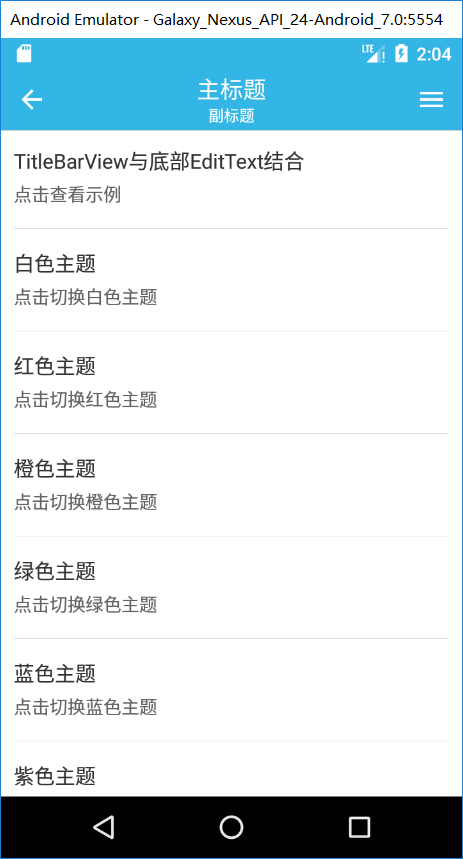 Android Emulator - Galaxy_Nexus_API_24-Android_7.0:5554
LTE 2:04
主标题
副标题
TitleBarView与底部EditText结合
点击查看示例
白色主题
点击切换白色主题
红色主题
点击切换红色主题
橙色主题
点击切换橙色主题
绿色主题
点击切换绿色主题
蓝色主题
点击切换蓝色主题
紫色主题